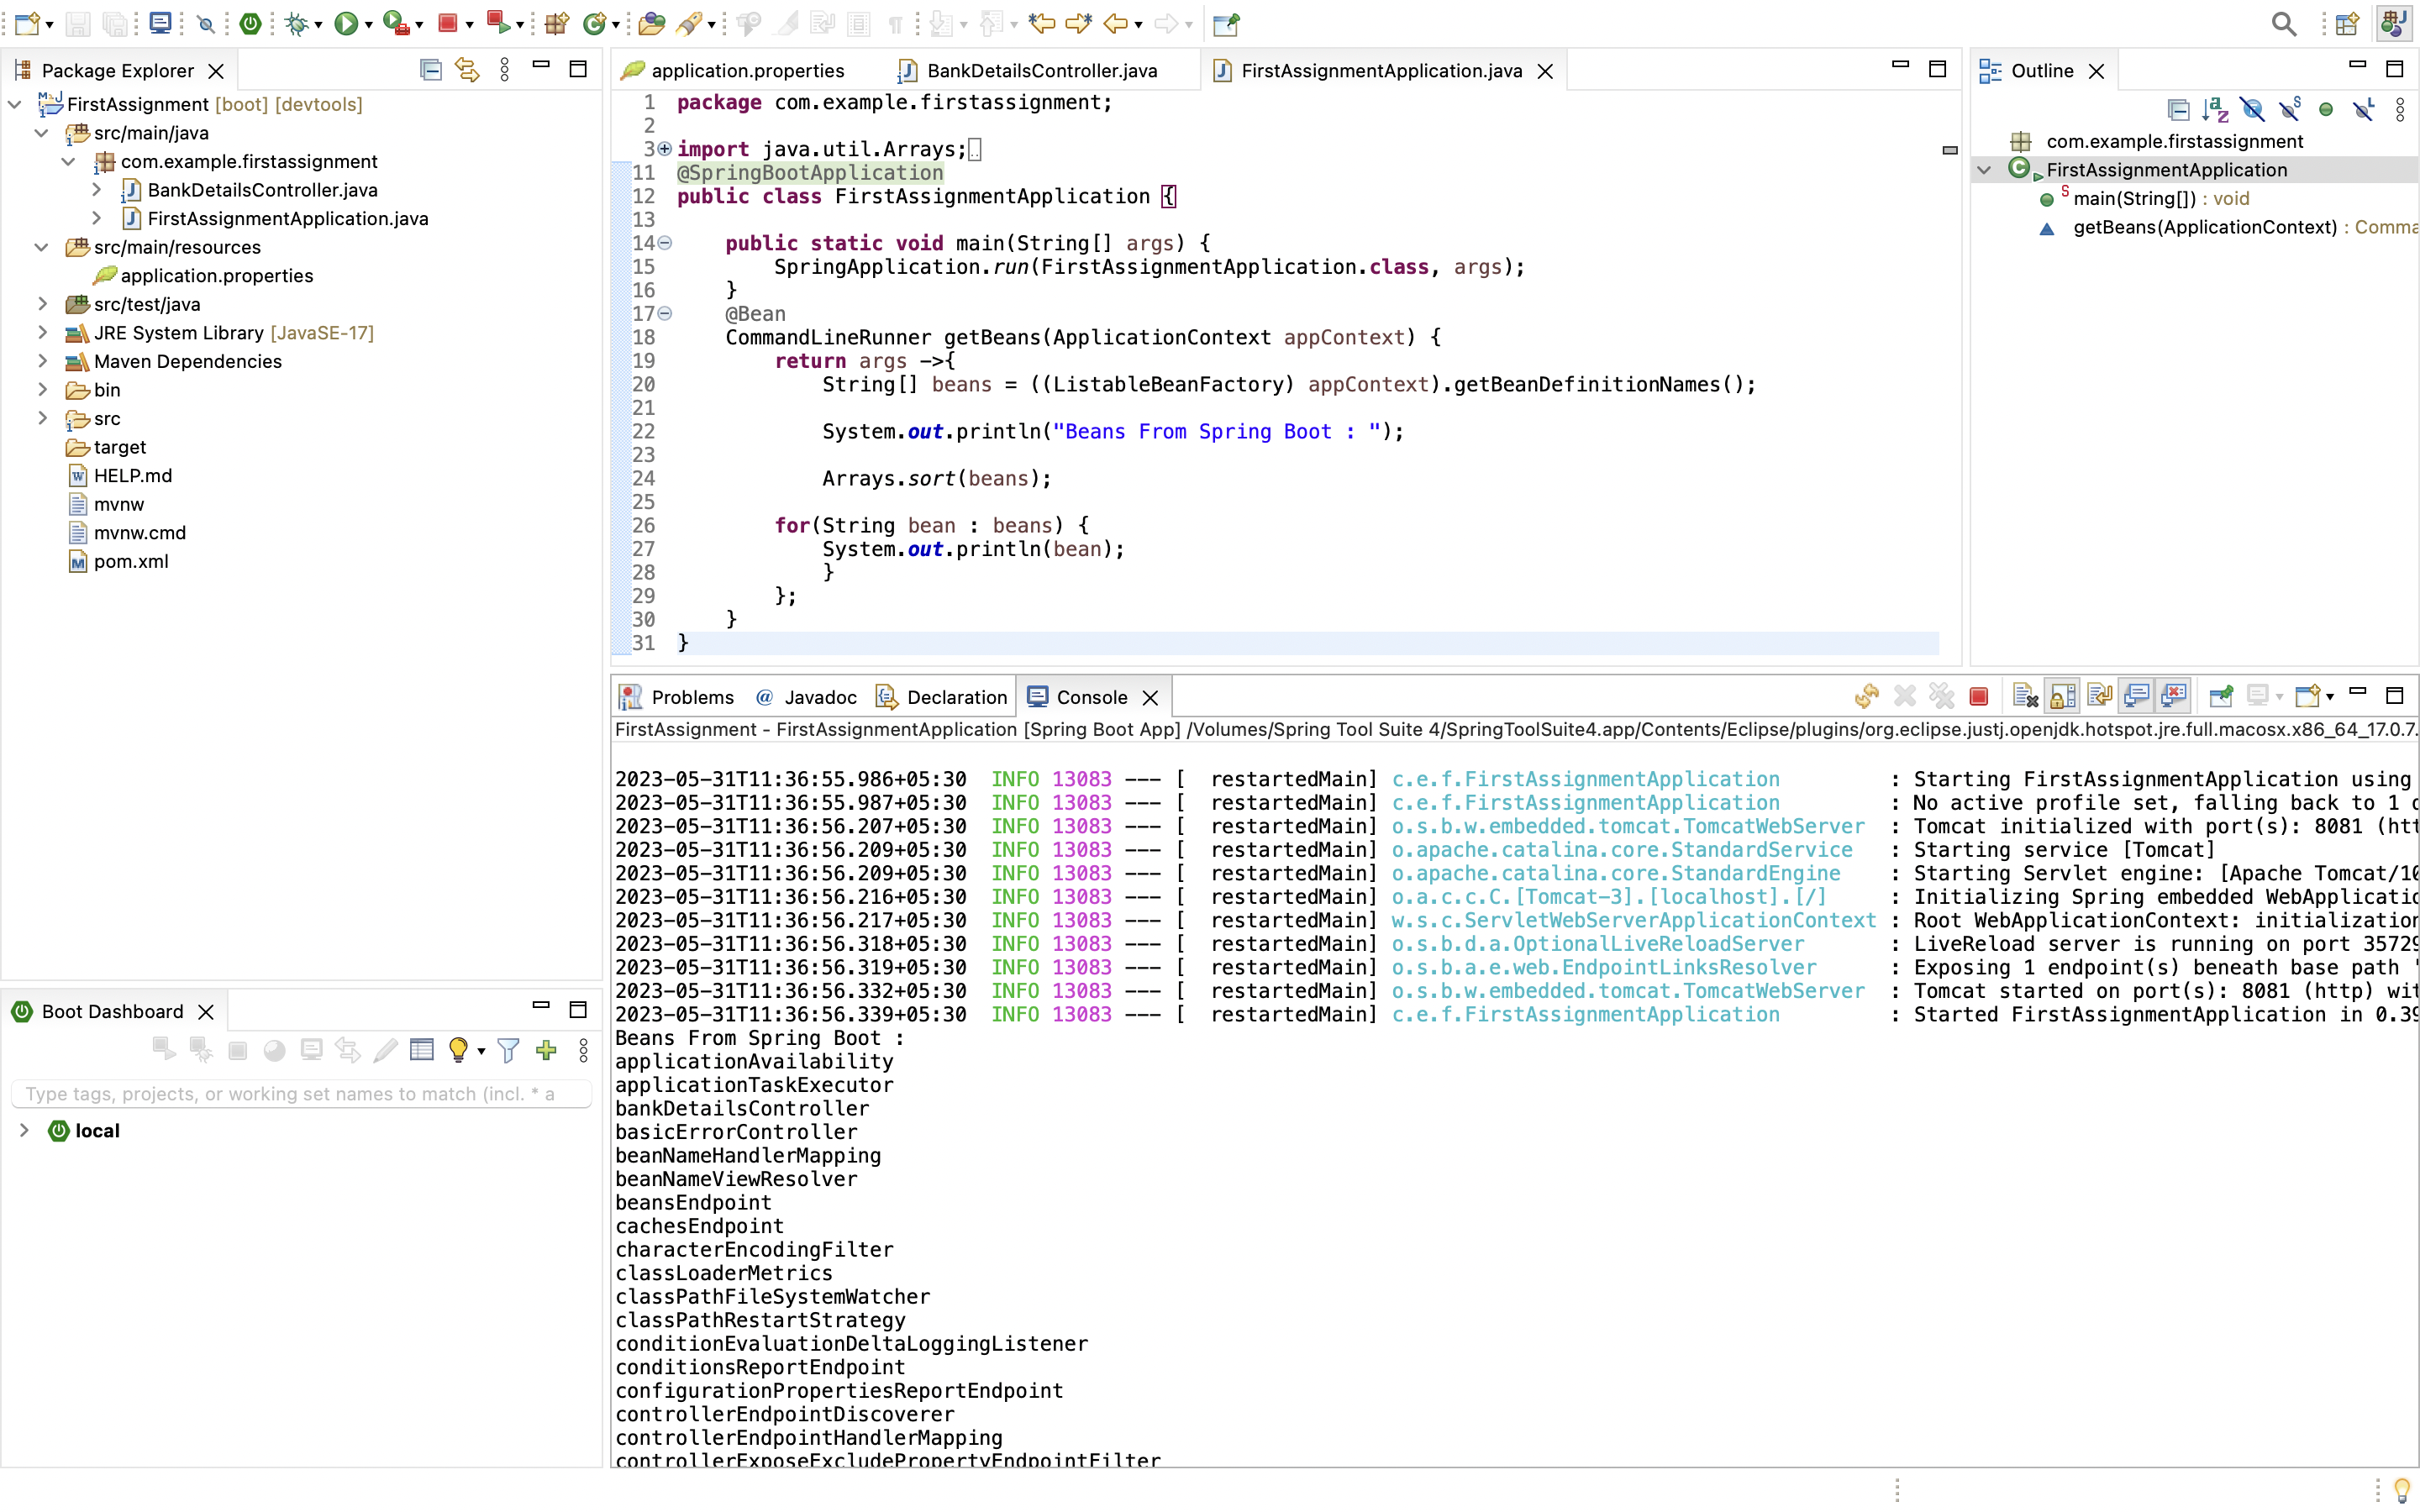 Package Explorer
FirstAssignment [boot] [devtools]
src/main/java
com.example.firstassignment
BankDetailsController.java
FirstAssignmentApplication.java
src/main/resources
application.properties
src/test/java
JRE System Library [JavaSE-17]
Maven Dependencies
bin
src
target
HELP.md
mvnw
mvnw.cmd
pom.xml
Boot Dashboard
Type tags, projects, or working set names to match (incl. * a
local
application.properties
BankDetailsController.java
FirstAssignmentApplication.java
1 package com.example.firstassignment;
2
3 import java.util.Arrays;
11 @SpringBootApplication
12 public class FirstAssignmentApplication {
13
14 public static void main(String[] args) {
15 SpringApplication.run(FirstAssignmentApplication.class, args);
16 }
17 @Bean
18 CommandLineRunner getBeans(ApplicationContext appContext) {
19 return args ->{
20 String[] beans = ((ListableBeanFactory) appContext).getBeanDefinitionNames();
21
22 System.out.println("Beans From Spring Boot : ");
23
24 Arrays.sort(beans);
25
26 for(String bean : beans) {
27 System.out.println(bean);
28 }
29 };
30 }
31 }
Outline
com.example.firstassignment
FirstAssignmentApplication
main(String[]) : void
getBeans(ApplicationContext) : Comma
Problems
@ Javadoc
Declaration
Console
FirstAssignment - FirstAssignmentApplication [Spring Boot App] /Volumes/Spring Tool Suite 4/SpringToolSuite4.app/Contents/Eclipse/plugins/org.eclipse.justj.openjdk.hotspot.jre.full.macosx.x86_64_17.0.7.
2023-05-31T11:36:55.986+05:30 INFO 13083 --- [ restartedMain] c.e.f.FirstAssignmentApplication : Starting FirstAssignmentApplication using
2023-05-31T11:36:55.987+05:30 INFO 13083 --- [ restartedMain] c.e.f.FirstAssignmentApplication : No active profile set, falling back to 1 d
2023-05-31T11:36:56.207+05:30 INFO 13083 --- [ restartedMain] o.s.b.w.embedded.tomcat.TomcatWebServer : Tomcat initialized with port(s): 8081 (htt
2023-05-31T11:36:56.209+05:30 INFO 13083 --- [ restartedMain] o.apache.catalina.core.StandardService : Starting service [Tomcat]
2023-05-31T11:36:56.209+05:30 INFO 13083 --- [ restartedMain] o.apache.catalina.core.StandardEngine : Starting Servlet engine: [Apache Tomcat/10
2023-05-31T11:36:56.216+05:30 INFO 13083 --- [ restartedMain] o.a.c.c.C.[Tomcat-3].[localhost].[/] : Initializing Spring embedded WebApplicatio
2023-05-31T11:36:56.217+05:30 INFO 13083 --- [ restartedMain] w.s.c.ServletWebServerApplicationContext : Root WebApplicationContext: initialization
2023-05-31T11:36:56.318+05:30 INFO 13083 --- [ restartedMain] o.s.b.d.a.OptionalLiveReloadServer : LiveReload server is running on port 35729
2023-05-31T11:36:56.319+05:30 INFO 13083 --- [ restartedMain] o.s.b.a.e.web.EndpointLinksResolver : Exposing 1 endpoint(s) beneath base path '
2023-05-31T11:36:56.332+05:30 INFO 13083 --- [ restartedMain] o.s.b.w.embedded.tomcat.TomcatWebServer : Tomcat started on port(s): 8081 (http) wit
2023-05-31T11:36:56.339+05:30 INFO 13083 --- [ restartedMain] c.e.f.FirstAssignmentApplication : Started FirstAssignmentApplication in 0.39
Beans From Spring Boot :
applicationAvailability
applicationTaskExecutor
bankDetailsController
basicErrorController
beanNameHandlerMapping
beanNameViewResolver
beansEndpoint
cachesEndpoint
characterEncodingFilter
classLoaderMetrics
classPathFileSystemWatcher
classPathRestartStrategy
conditionEvaluationDeltaLoggingListener
conditionsReportEndpoint
configurationPropertiesReportEndpoint
controllerEndpointDiscoverer
controllerEndpointHandlerMapping
controllerExposeExcludePropertyEndpointFilter